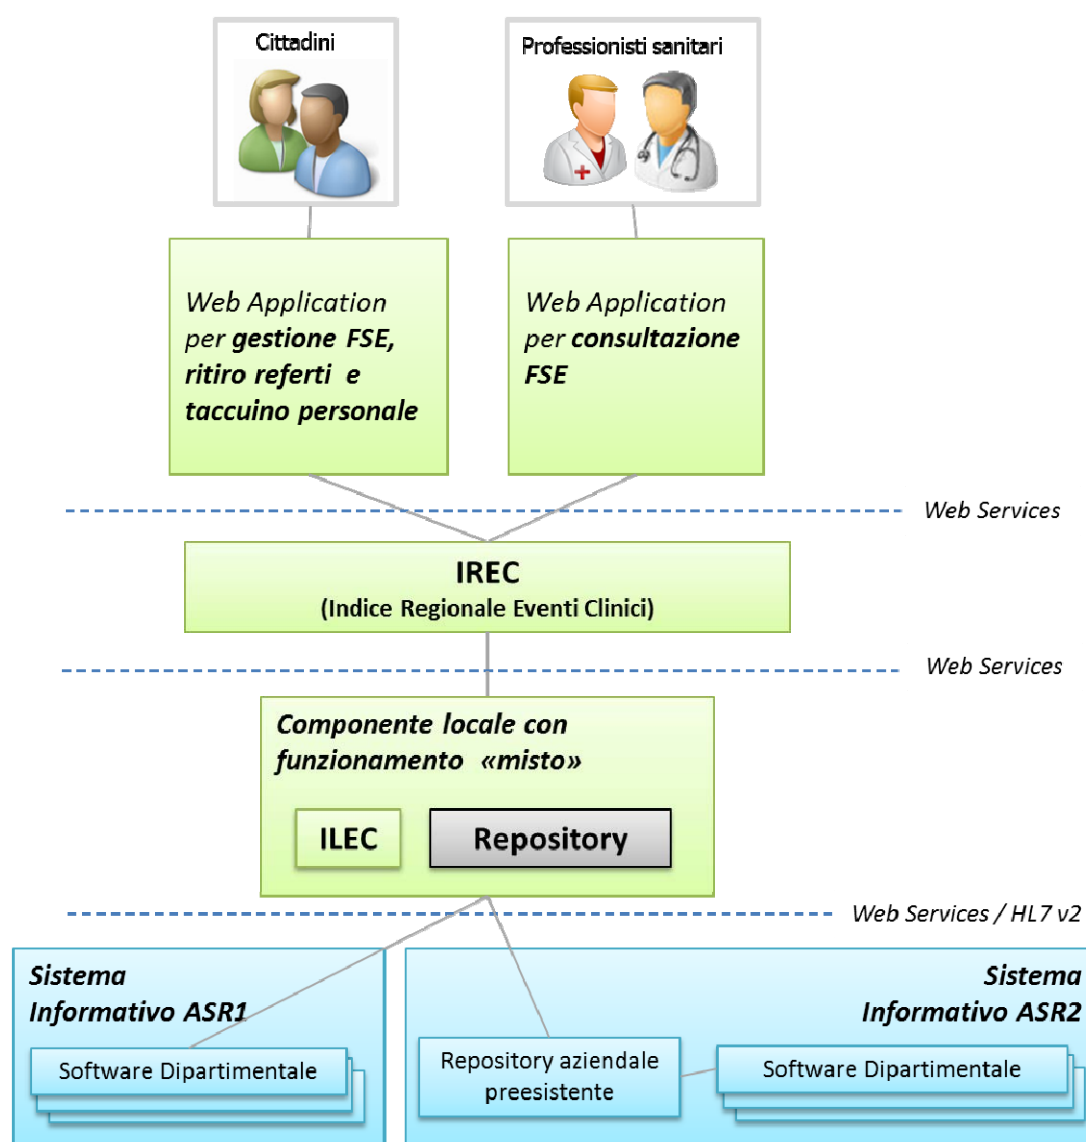 Cittadini
Professionisti sanitari
Web Application
per gestione FSE,
ritiro referti e
taccuino personale
Web Application
per consultazione
FSE
Web Services
IREC
(Indice Regionale Eventi Clinici)
Web Services
Componente locale con
funzionamento «misto»
ILEC
Repository
Web Services / HL7 v2
Sistema
Informativo ASR1
Software Dipartimentale
Sistema
Informativo ASR2
Repository aziendale
preesistente
Software Dipartimentale